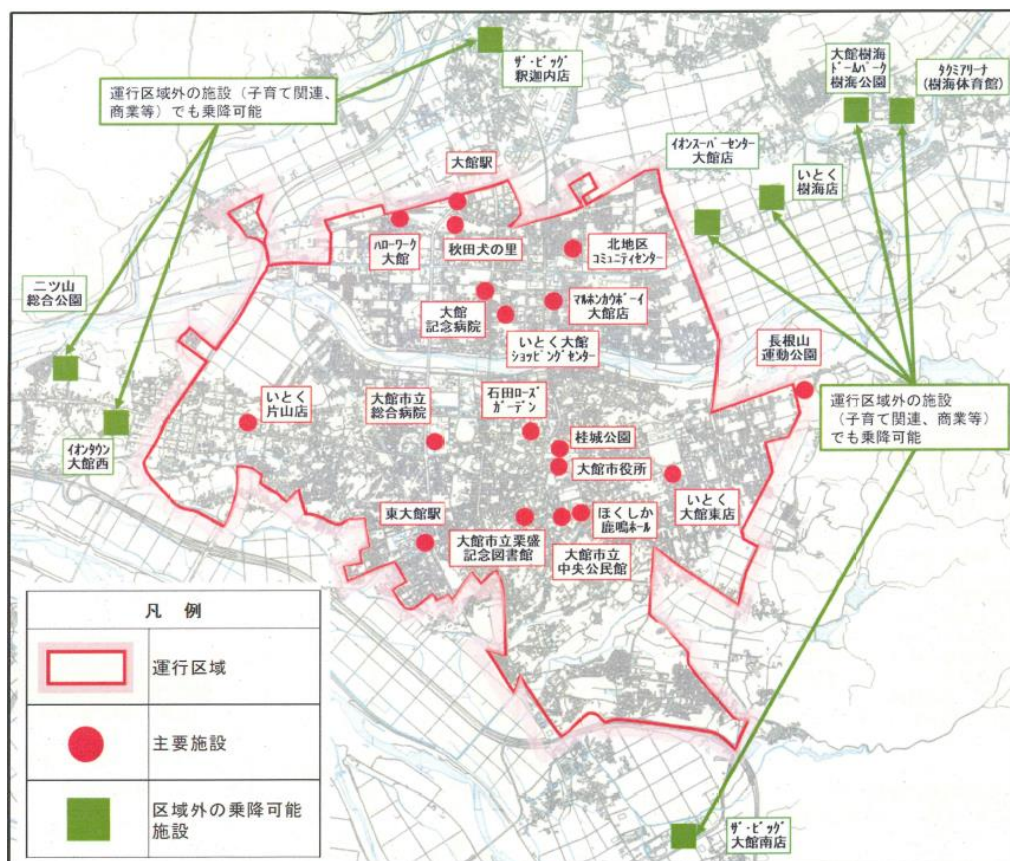 ザ・ビッグ
釈迦内店
運行区域外の施設（子育て関連、
商業等）でも乗降可能
大館樹海
ドームパーク
樹海公園
タクミアリーナ
(樹海体育館)
イオンスーパーセンター
大館店
いとく
樹海店
大館駅
ハローワーク
大館
秋田犬の里
北地区
コミュニティセンター
二ツ山
総合公園
大館
記念病院
マルホンカウボーイ
大館店
いとく大館
ショッピングセンター
長根山
運動公園
いとく
片山店
大館市立
総合病院
石田ローズ
ガーデン
運行区域外の施設
（子育て関連、商業等）
でも乗降可能
桂城公園
大館市役所
イオンタウン
大館西
いとく
大館東店
東大館駅
ほくしか
鹿鳴ホール
大館市立栗盛
記念図書館
大館市立
中央公民館
凡 例
運行区域
主要施設
区域外の乗降可能
施設
ザ・ビッグ
大館南店